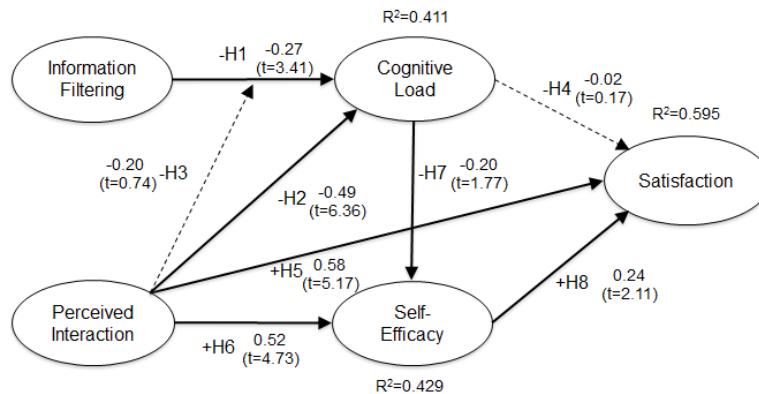 R²=0.411
-H1 -0.27
(t=3.41)
Information
Filtering
Cognitive
Load
-H4 -0.02
(t=0.17)
R²=0.595
-0.20
(t=0.74) -H3
-H7 -0.20
(t=1.77)
Satisfaction
-H2 -0.49
(t=6.36)
+H5 0.58
(t=5.17)
+H8 0.24
(t=2.11)
Perceived
Interaction
Self-
Efficacy
+H6 0.52
(t=4.73)
R²=0.429